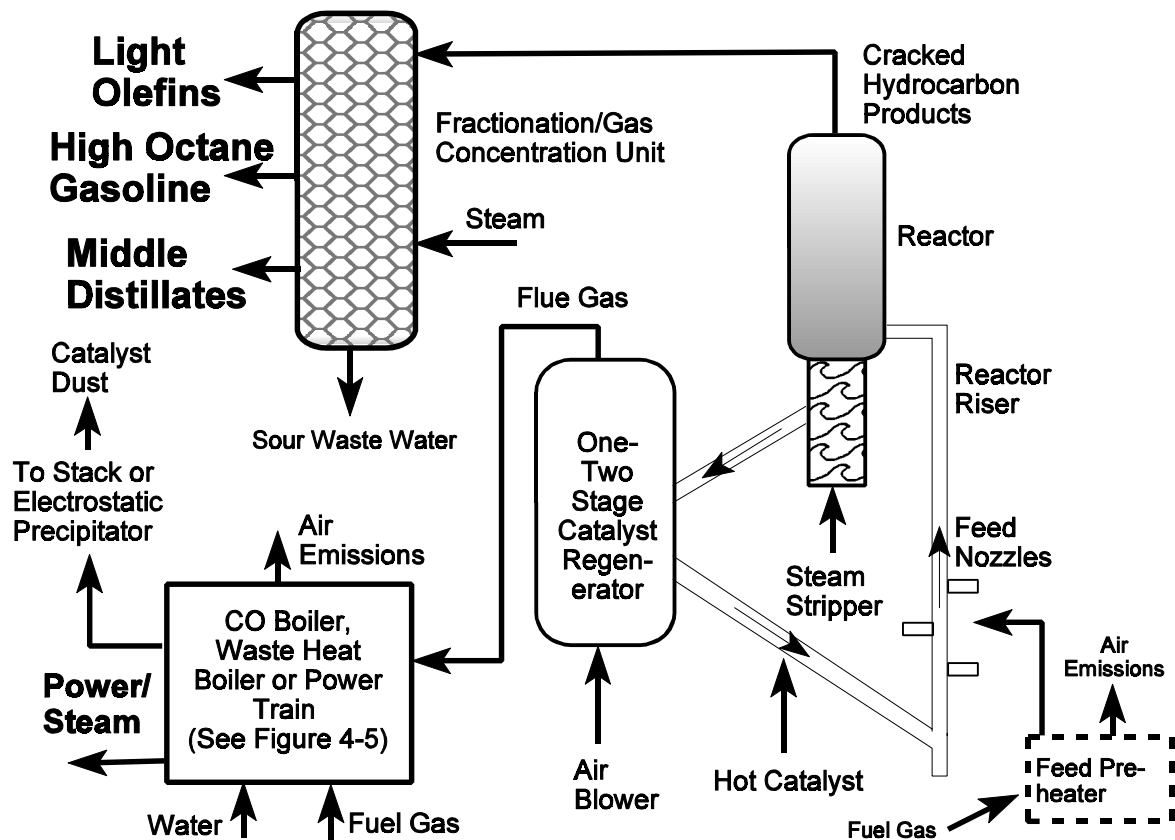 Light
Olefins
High Octane
Gasoline
Middle
Distillates
Fractionation/Gas
Concentration Unit
Steam
Cracked
Hydrocarbon
Products
Reactor
Flue Gas
Catalyst
Dust
Sour Waste Water
To Stack or
Electrostatic
Precipitator
Air
Emissions
One-
Two
Stage
Catalyst
Regen-
erator
Reactor
Riser
Feed
Nozzles
Steam
Stripper
CO Boiler,
Waste Heat
Boiler or Power
Train
(See Figure 4-5)
Power/
Steam
Water
Fuel Gas
Air
Blower
Hot Catalyst
Air
Emissions
Feed Pre-
heater
Fuel Gas